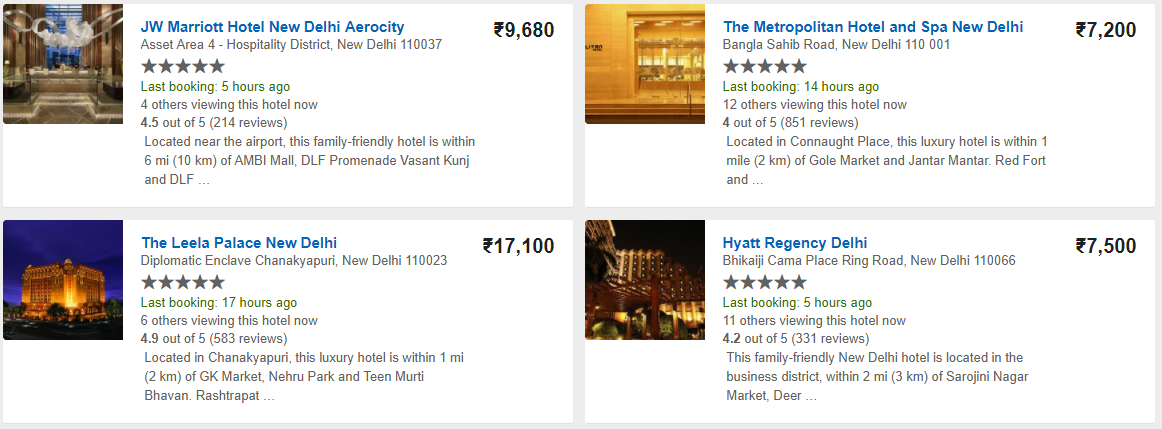 JW Marriott Hotel New Delhi Aerocity
₹9,680
Asset Area 4 - Hospitality District, New Delhi 110037
Last booking: 5 hours ago
4 others viewing this hotel now
4.5 out of 5 (214 reviews)
Located near the airport, this family-friendly hotel is within
6 mi (10 km) of AMBI Mall, DLF Promenade Vasant Kunj
and DLF ...
The Metropolitan Hotel and Spa New Delhi
₹7,200
Bangla Sahib Road, New Delhi 110 001
Last booking: 14 hours ago
12 others viewing this hotel now
4 out of 5 (851 reviews)
Located in Connaught Place, this luxury hotel is within 1
mile (2 km) of Gole Market and Jantar Mantar. Red Fort
and ...
The Leela Palace New Delhi
₹17,100
Diplomatic Enclave Chanakyapuri, New Delhi 110023
Last booking: 17 hours ago
6 others viewing this hotel now
4.9 out of 5 (583 reviews)
Located in Chanakyapuri, this luxury hotel is within 1 mi
(2 km) of GK Market, Nehru Park and Teen Murti
Bhavan. Rashtrapat ...
Hyatt Regency Delhi
₹7,500
Bhikaiji Cama Place Ring Road, New Delhi 110066
Last booking: 5 hours ago
11 others viewing this hotel now
4.2 out of 5 (331 reviews)
This family-friendly New Delhi hotel is located in the
business district, within 2 mi (3 km) of Sarojini Nagar
Market, Deer ...